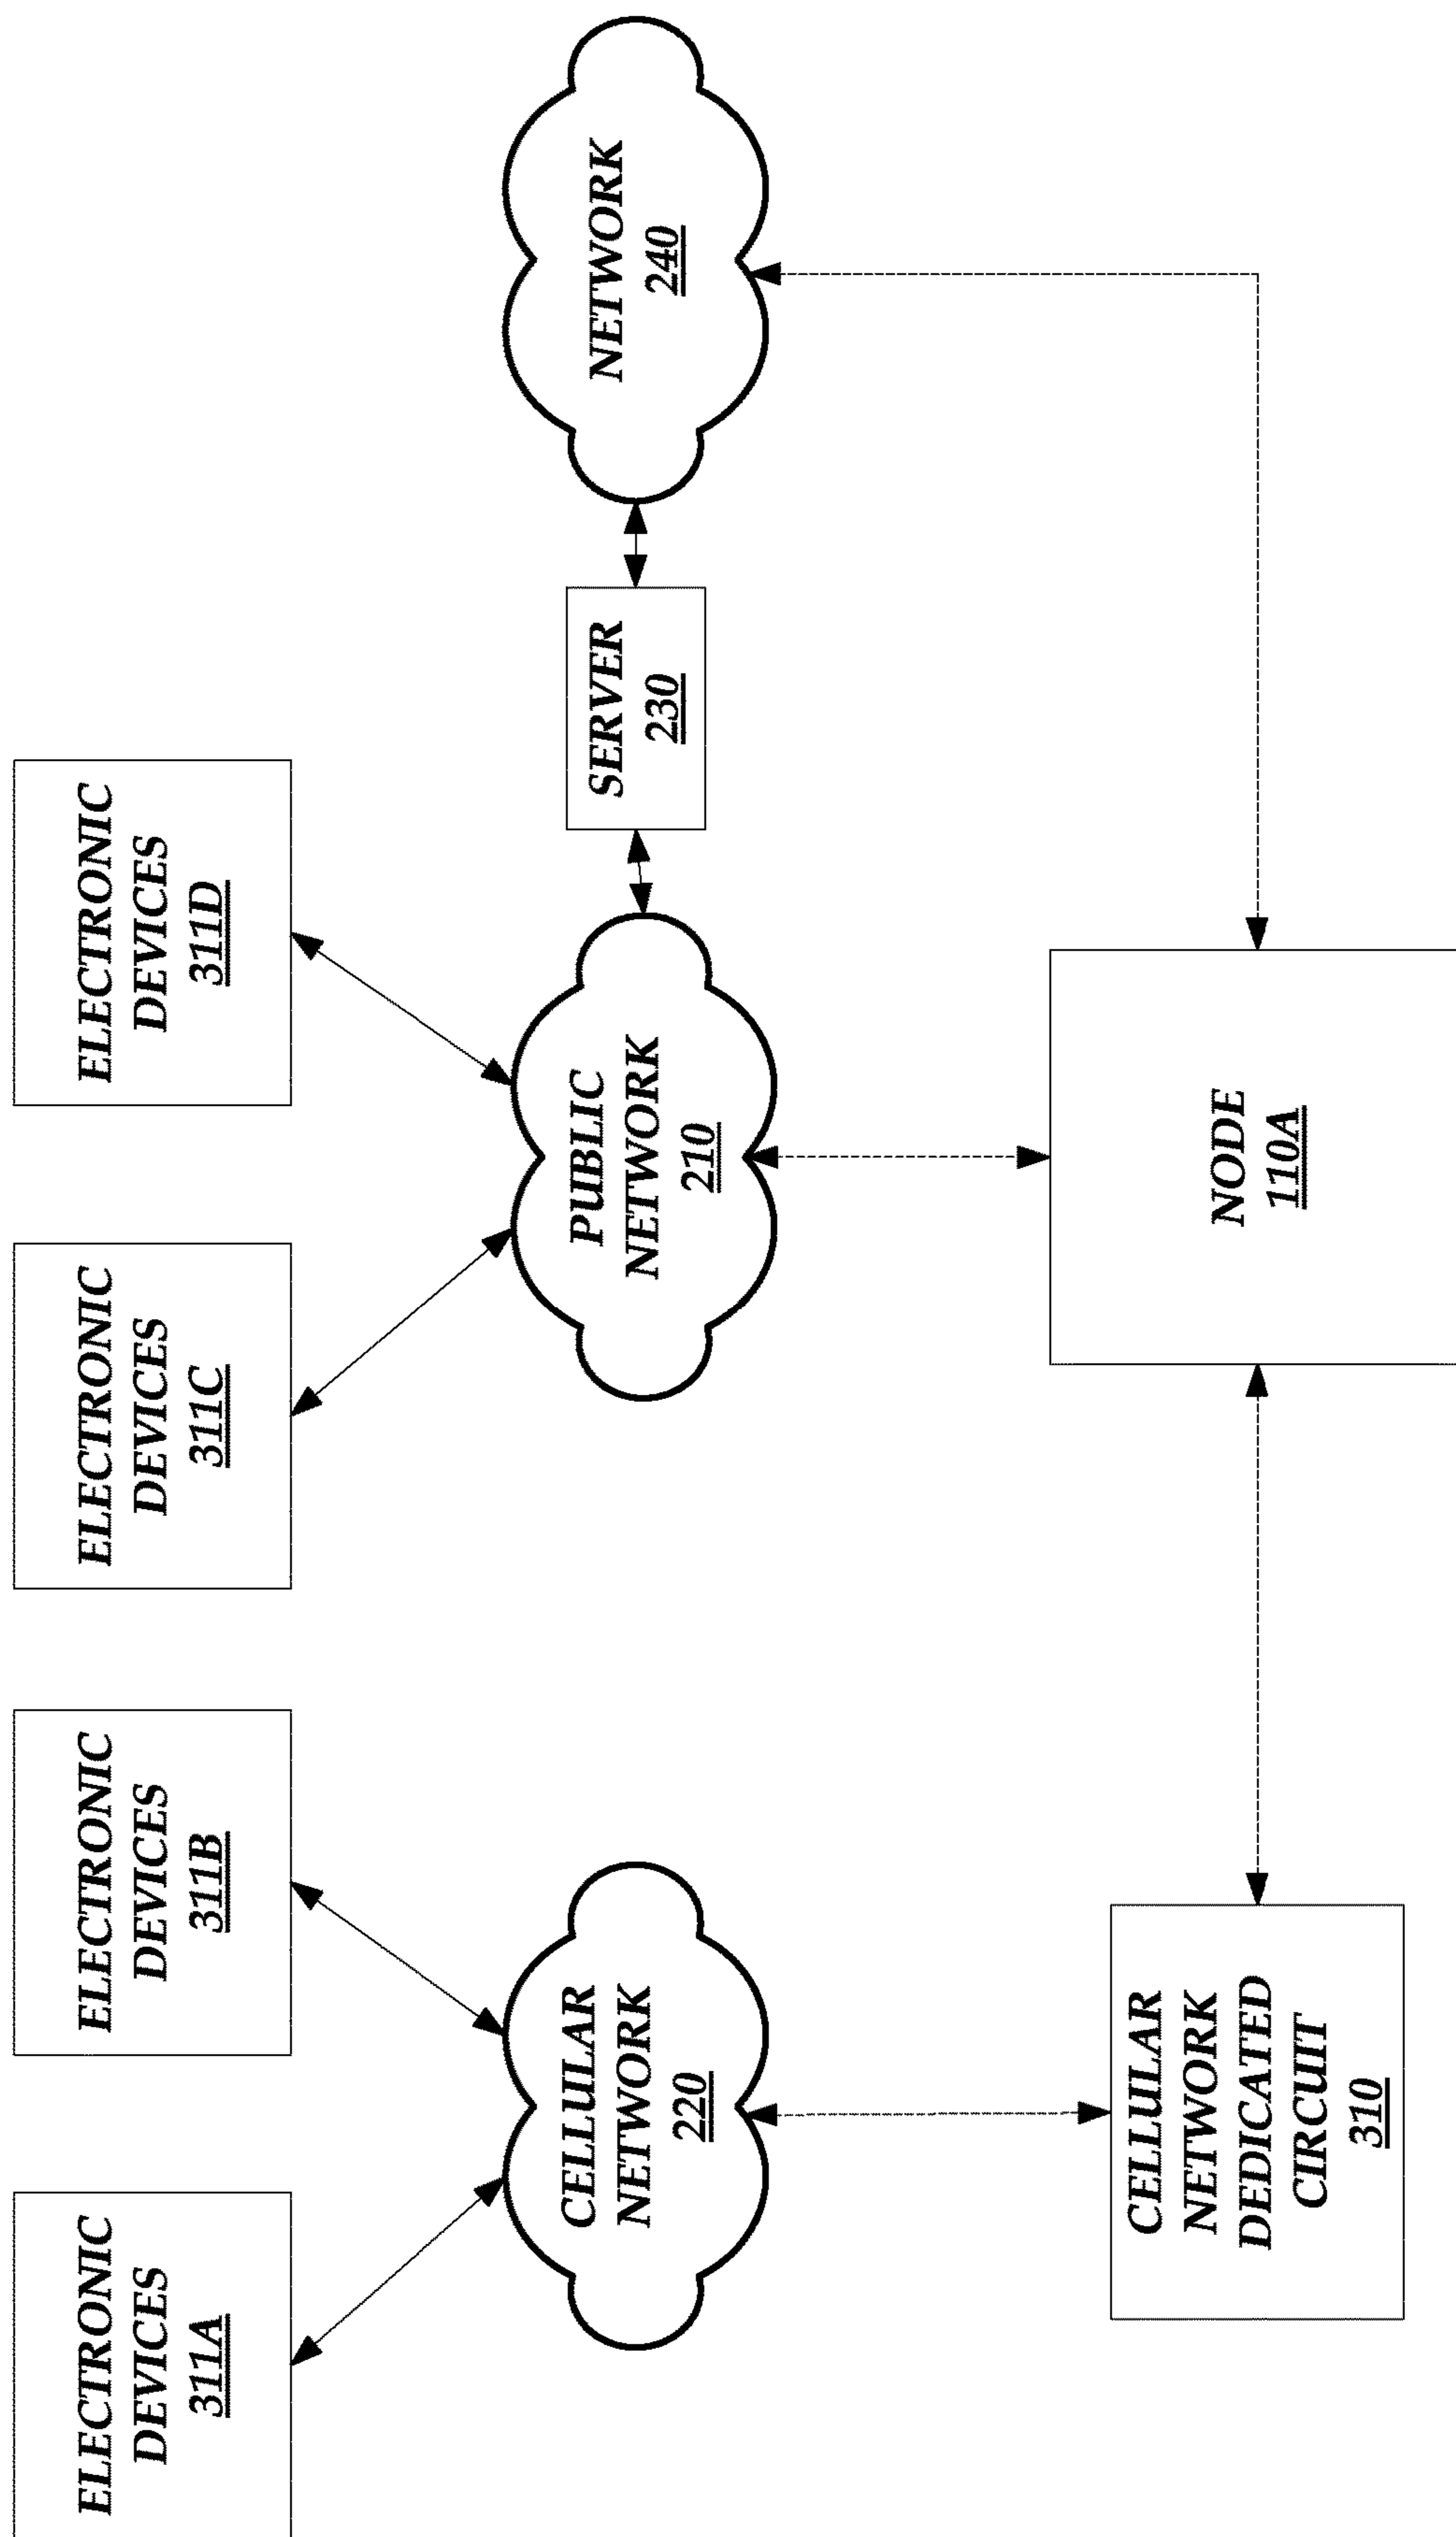 ELECTRONIC
DEVICES
311A
ELECTRONIC
DEVICES
311B
ELECTRONIC
DEVICES
311C
ELECTRONIC
DEVICES
311D
CELLULAR
NETWORK
220
PUBLIC
NETWORK
210
SERVER
230
NETWORK
240
CELLULAR
NETWORK
DEDICATED
CIRCUIT
310
NODE
110A